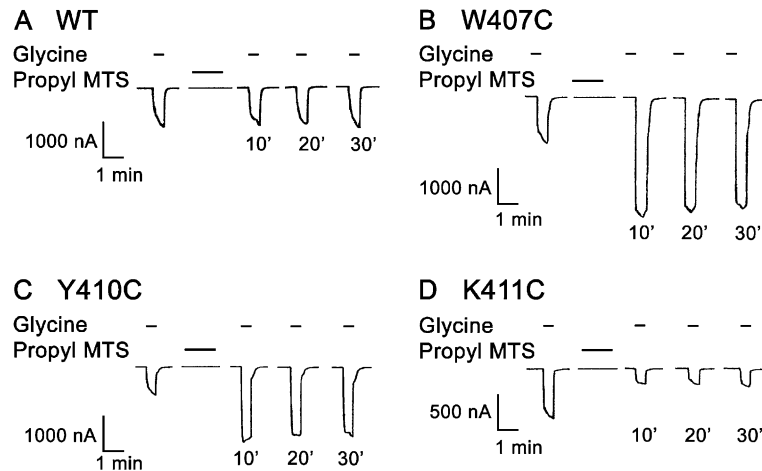 A WT
Glycine
Propyl MTS
1000 nA
1 min
10' 20' 30'
B W407C
Glycine
Propyl MTS
1000 nA
1 min
10' 20' 30'
C Y410C
Glycine
Propyl MTS
1000 nA
1 min
10' 20' 30'
D K411C
Glycine
Propyl MTS
500 nA
1 min
10' 20' 30'